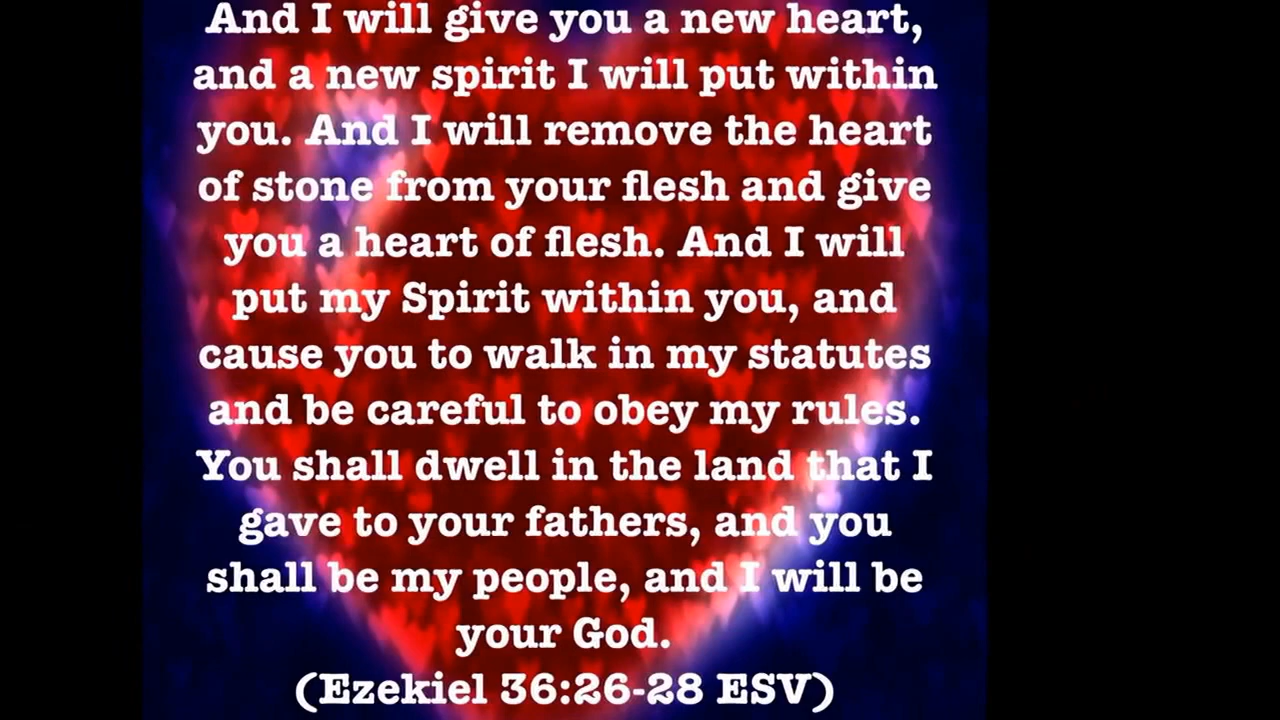 And I will give you a new heart,
and a new spirit I will put within
you. And I will remove the heart
of stone from your flesh and give
you a heart of flesh. And I will
put my Spirit within you, and
cause you to walk in my statutes
and be careful to obey my rules.
You shall dwell in the land that I
gave to your fathers, and you
shall be my people, and I will be
your God.
(Ezekiel 36:26-28 ESV)